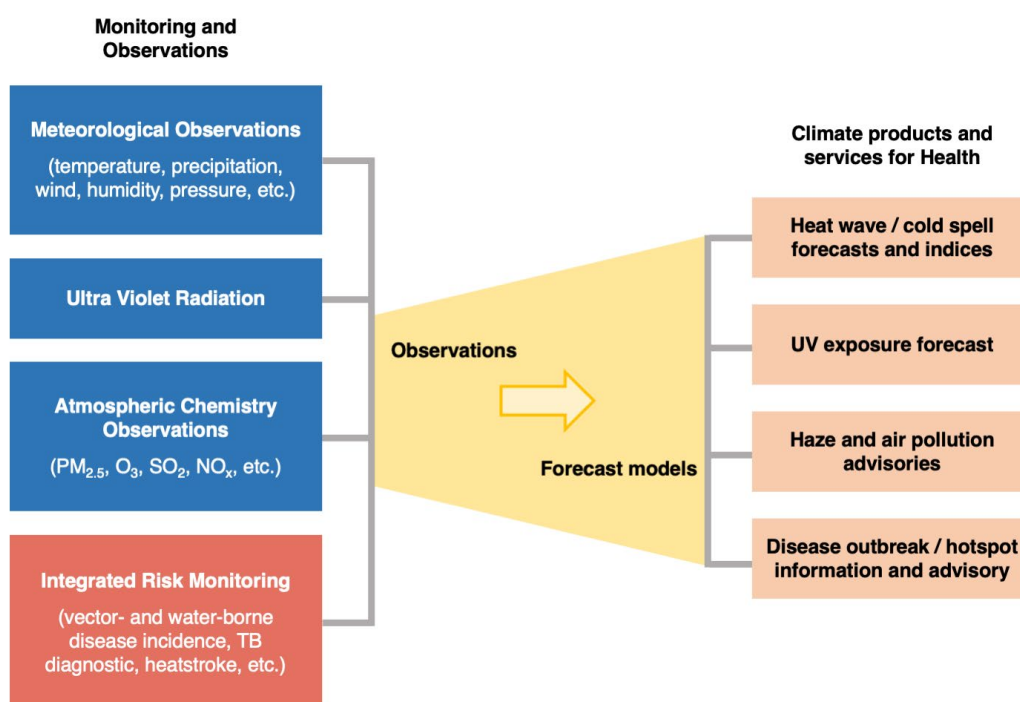 Monitoring and
Observations
Meteorological Observations
(temperature, precipitation,
wind, humidity, pressure, etc.)
Ultra Violet Radiation
Atmospheric Chemistry
Observations
(PM₂.₅, O₃, SO₂, NOₓ, etc.)
Integrated Risk Monitoring
(vector- and water-borne
disease incidence, TB
diagnostic, heatstroke, etc.)
Observations
Forecast models
Climate products and
services for Health
Heat wave / cold spell
forecasts and indices
UV exposure forecast
Haze and air pollution
advisories
Disease outbreak / hotspot
information and advisory